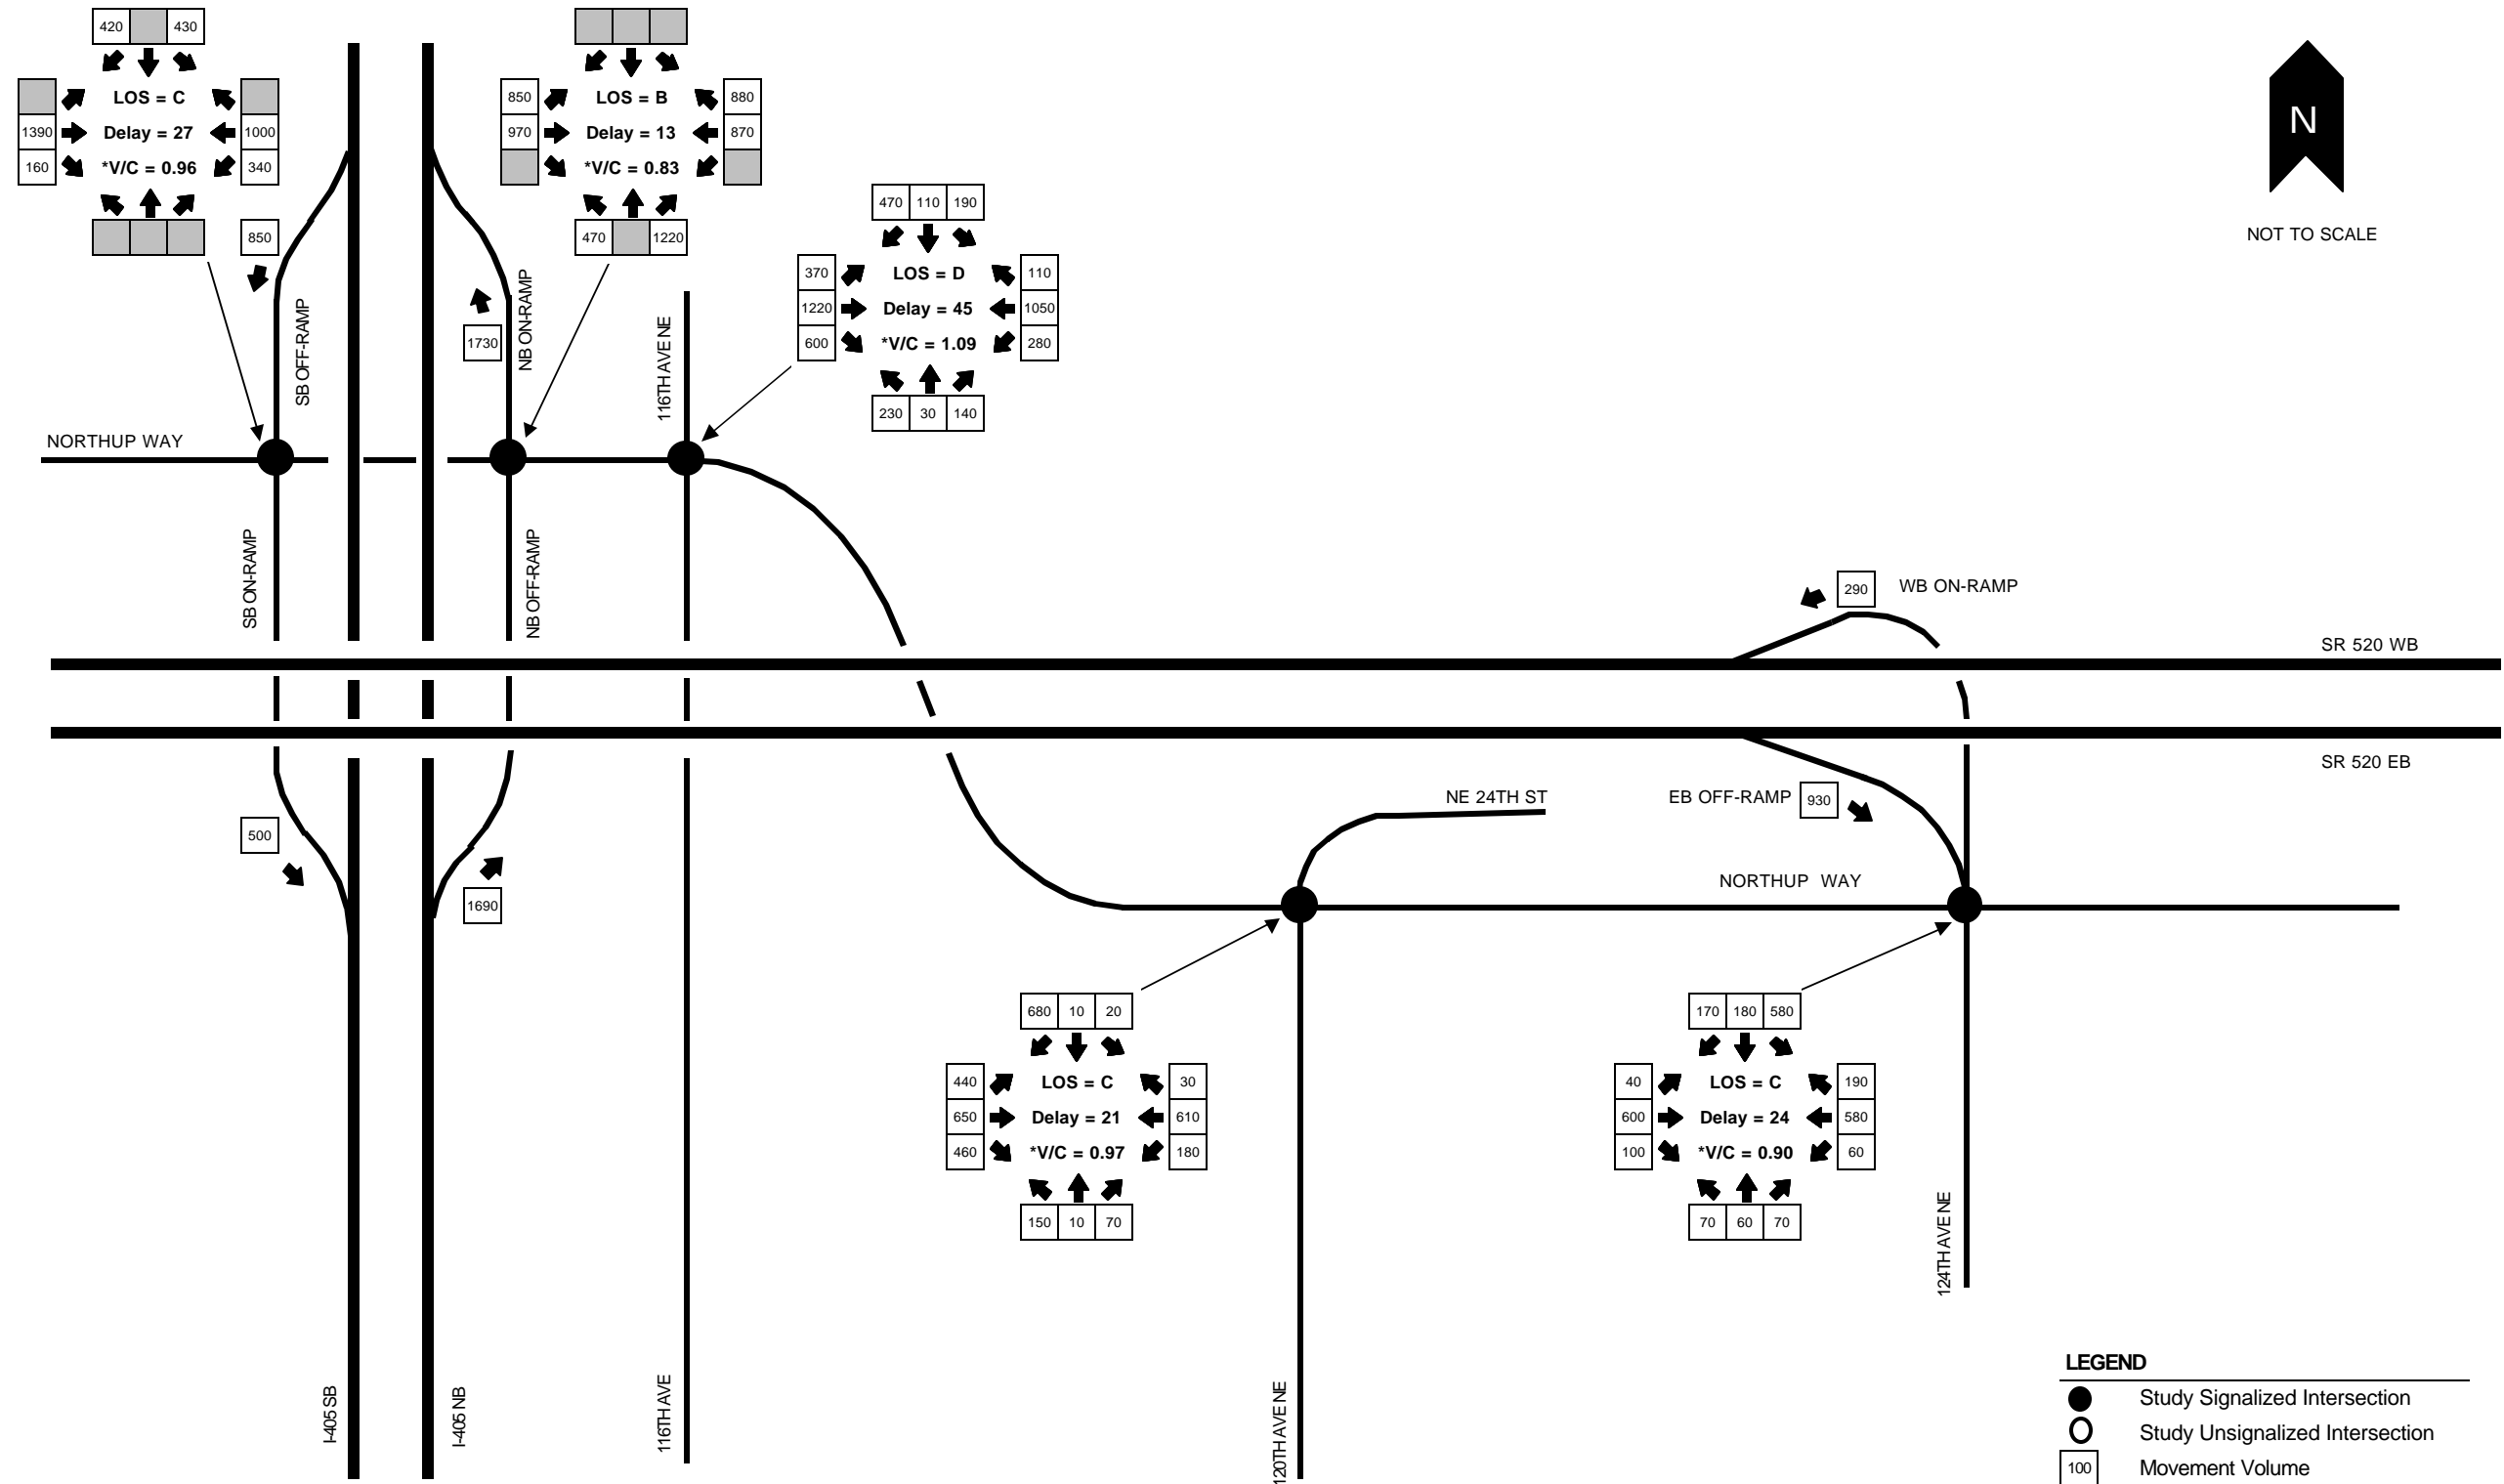 420 430
LOS = C
1390 Delay = 27 1000
160 *V/C = 0.96 340
850
850 LOS = B 880
970 Delay = 13 870
*V/C = 0.83
470 1220
470 110 190
370 LOS = D 110
1220 Delay = 45 1050
600 *V/C = 1.09 280
230 30 140
N
NOT TO SCALE
SB OFF-RAMP
1730
NB ON-RAMP
116TH AVE NE
NORTHUP WAY
SB ON-RAMP
NB OFF-RAMP
290 WB ON-RAMP
SR 520 WB
SR 520 EB
NE 24TH ST
EB OFF-RAMP 930
500
1690
NORTHUP WAY
680 10 20
440 LOS = C 30
650 Delay = 21 610
460 *V/C = 0.97 180
150 10 70
170 180 580
40 LOS = C 190
600 Delay = 24 580
100 *V/C = 0.90 60
70 60 70
124TH AVE NE
I-405 SB
I-405 NB
116TH AVE
120TH AVE NE
LEGEND
Study Signalized Intersection
Study Unsignalized Intersection
100 Movement Volume